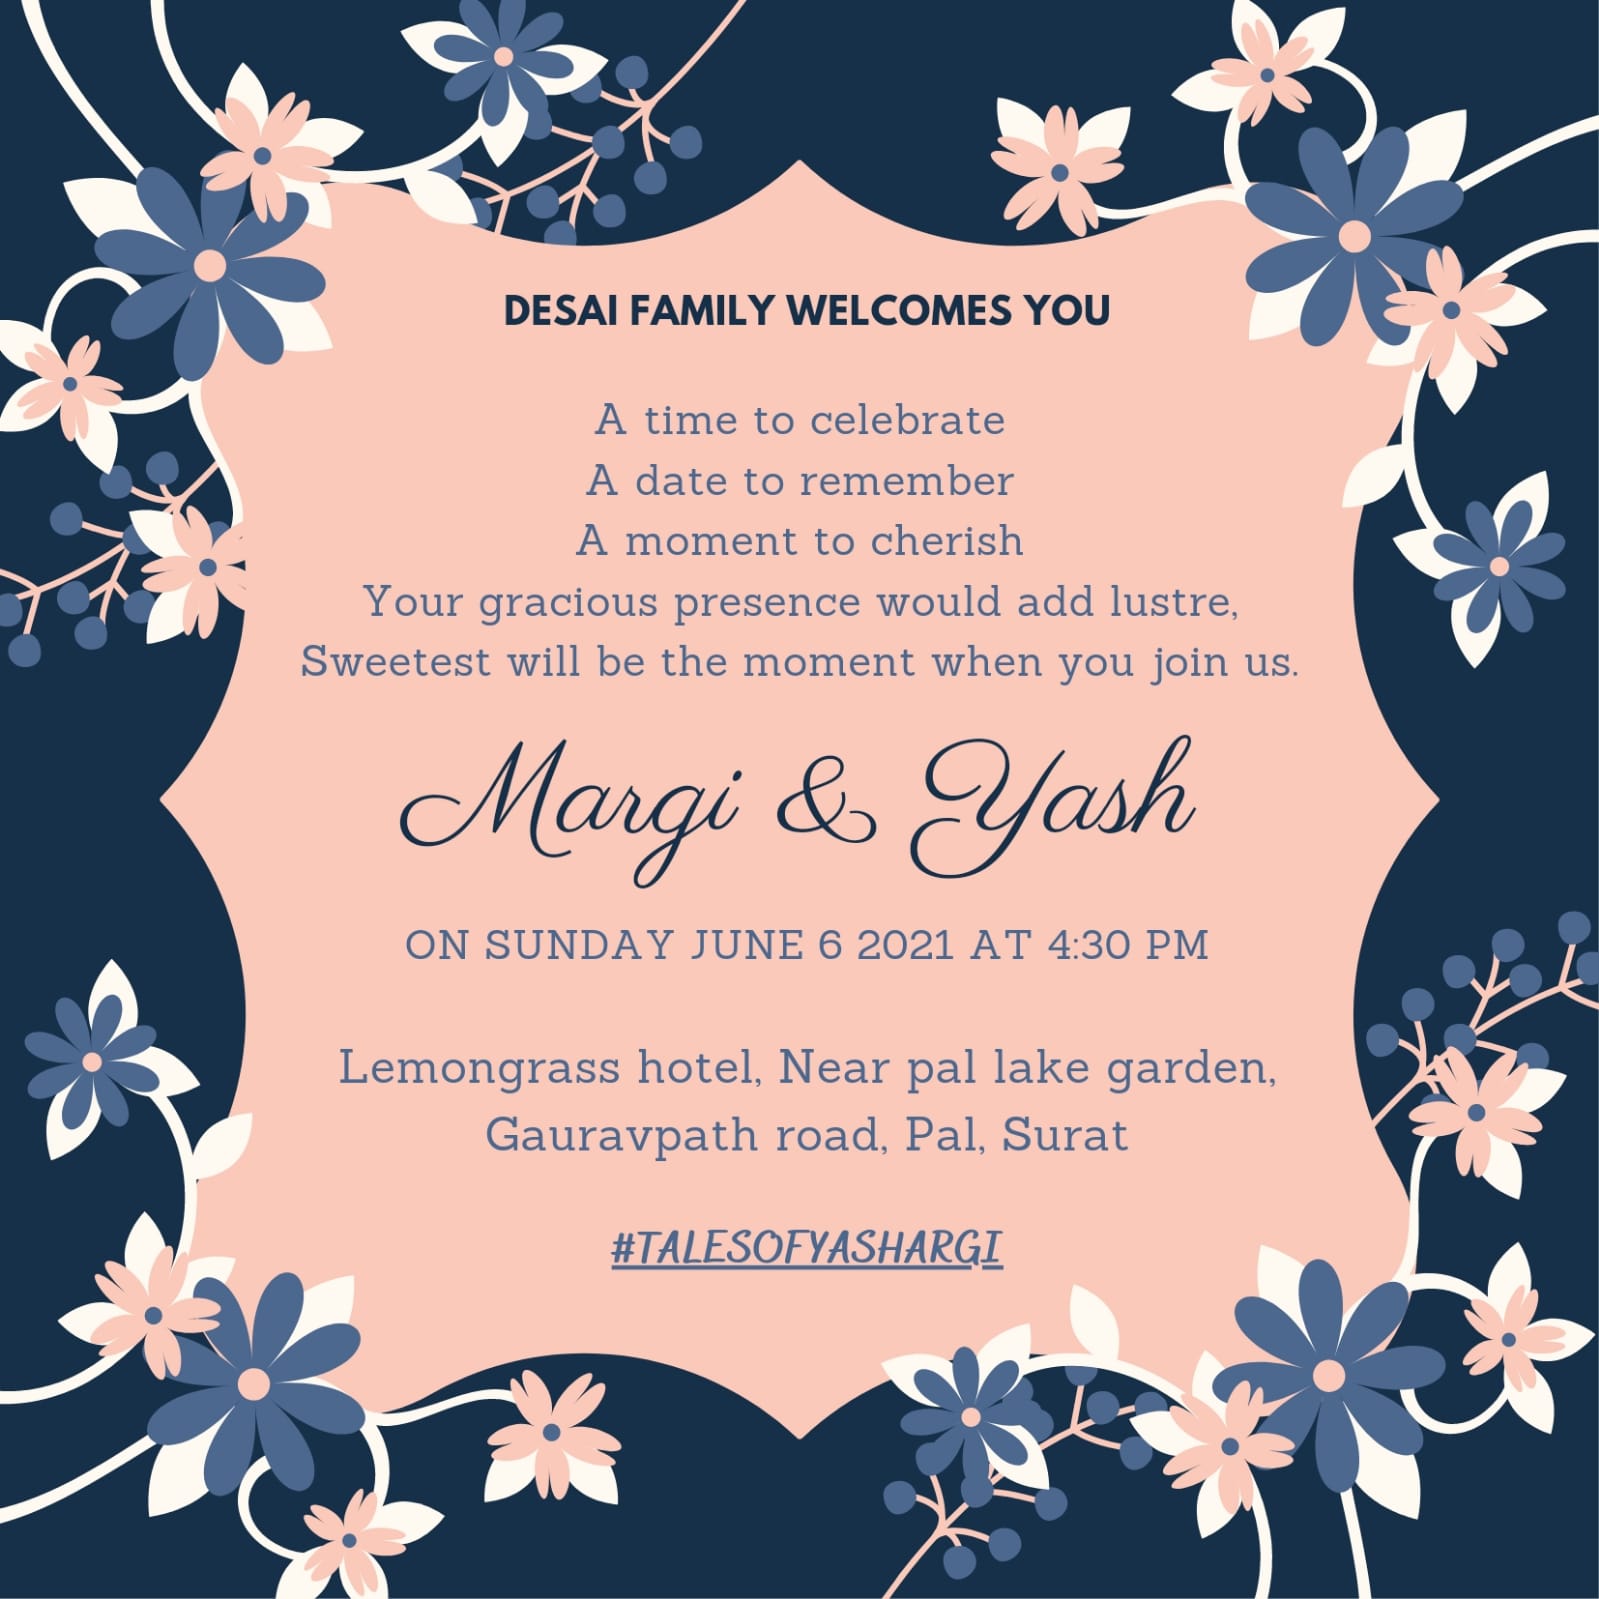 DESAI FAMILY WELCOMES YOU
A time to celebrate
A date to remember
A moment to cherish
Your gracious presence would add lustre,
Sweetest will be the moment when you join us.
Margi & Yash
ON SUNDAY JUNE 6 2021 AT 4:30 PM
Lemongrass hotel, Near pal lake garden,
Gauravpath road, Pal, Surat
#TALESOFYASHARGI